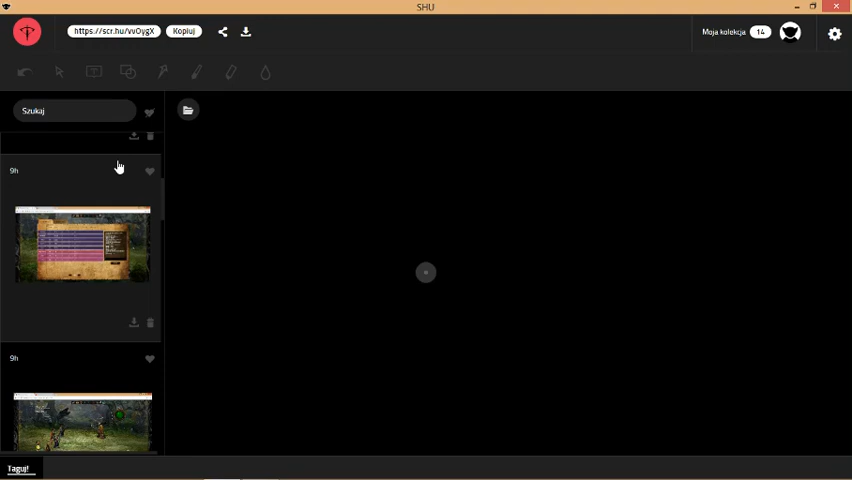 SHU
https://scr.hu/vvOygX Kopiuj
Moja kolekcja 14
Szukaj
9h
9h
Taguj!